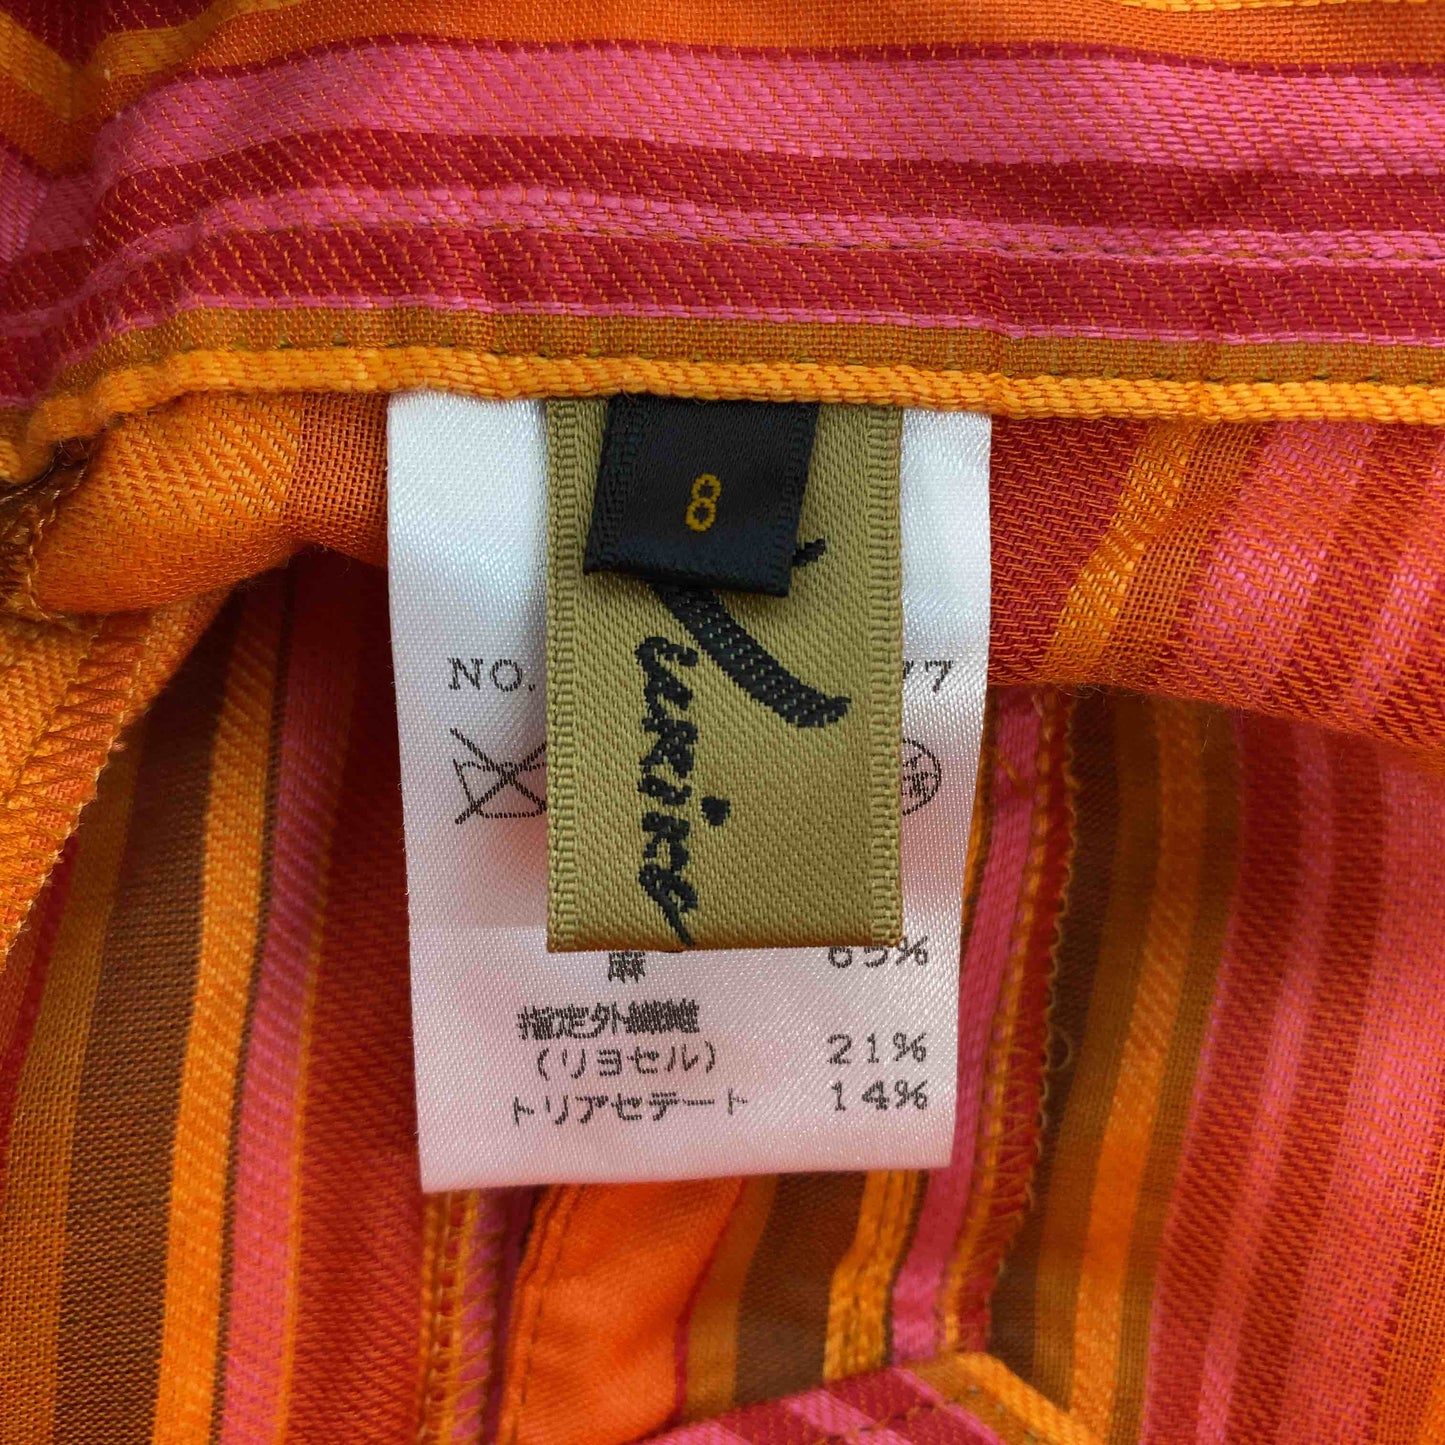 8
NO.
77
麻 65%
指定外繊維
(リヨセル) 21%
トリアセテート 14%